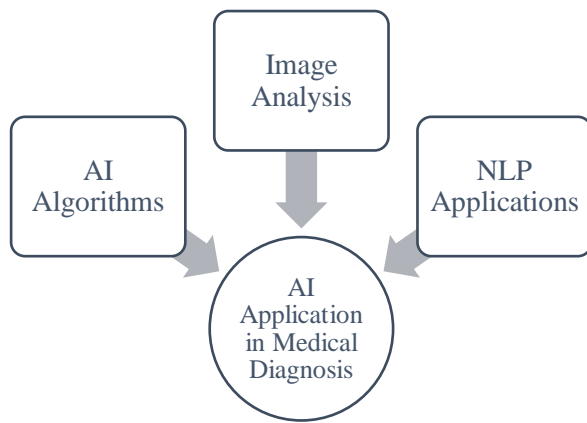 Image
Analysis
AI
Algorithms
NLP
Applications
AI
Application
in Medical
Diagnosis